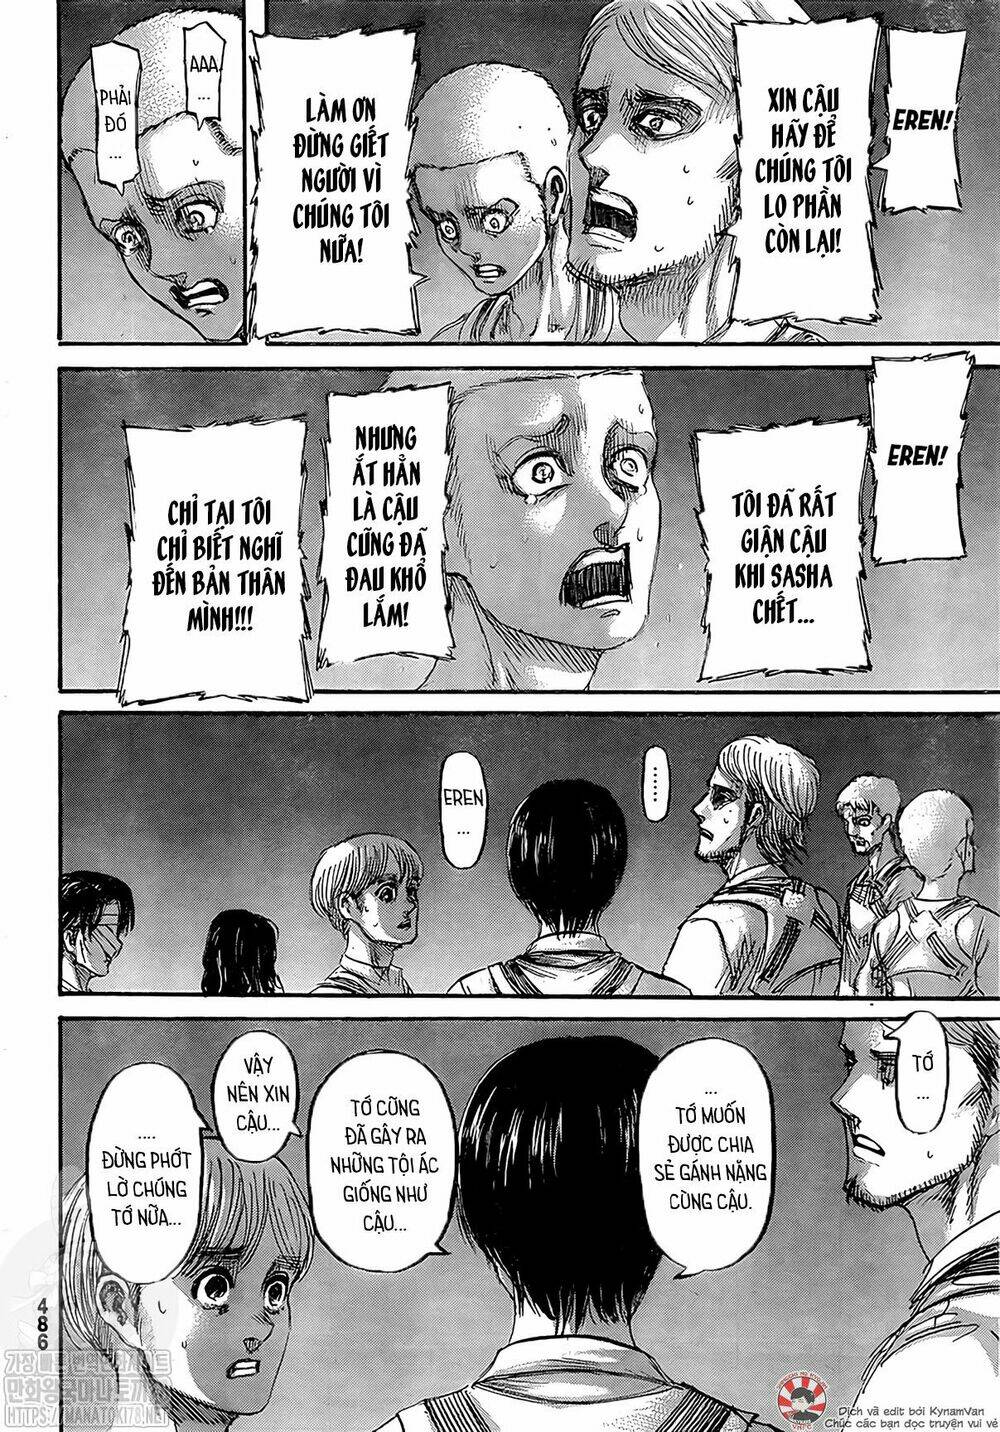 EREN!
XIN CẬU
HÃY ĐỂ
CHÚNG TÔI
LO PHẦN
CÒN LẠI!
LÀM ƠN
ĐỪNG GIẾT
NGƯỜI VÌ
CHÚNG TÔI
NỮA!
AAA
...
PHẢI
ĐÓ
...
EREN!
TÔI ĐÃ RẤT
GIẬN CẬU
KHI SASHA
CHẾT...
NHƯNG
ẮT HẲN
LÀ CẬU
CŨNG ĐÃ
ĐAU KHỔ
LẮM!
CHỈ TẠI TÔI
CHỈ BIẾT NGHĨ
ĐẾN BẢN THÂN
MÌNH!!!
........
EREN
...
TỚ
...
...
TỚ MUỐN
ĐƯỢC CHIA
SẺ GÁNH NẶNG
CÙNG CẬU.
TỚ CŨNG
ĐÃ GÂY RA
NHỮNG TỘI ÁC
GIỐNG NHƯ
CẬU...
VẬY
NÊN XIN
CẬU...
....
ĐỪNG PHỚT
LỜ CHÚNG
TỚ NỮA...
486
HTTPS://MANATOKI78.NET
Dịch và edit bởi KynamVan
Chúc các bạn đọc truyện vui vẻ